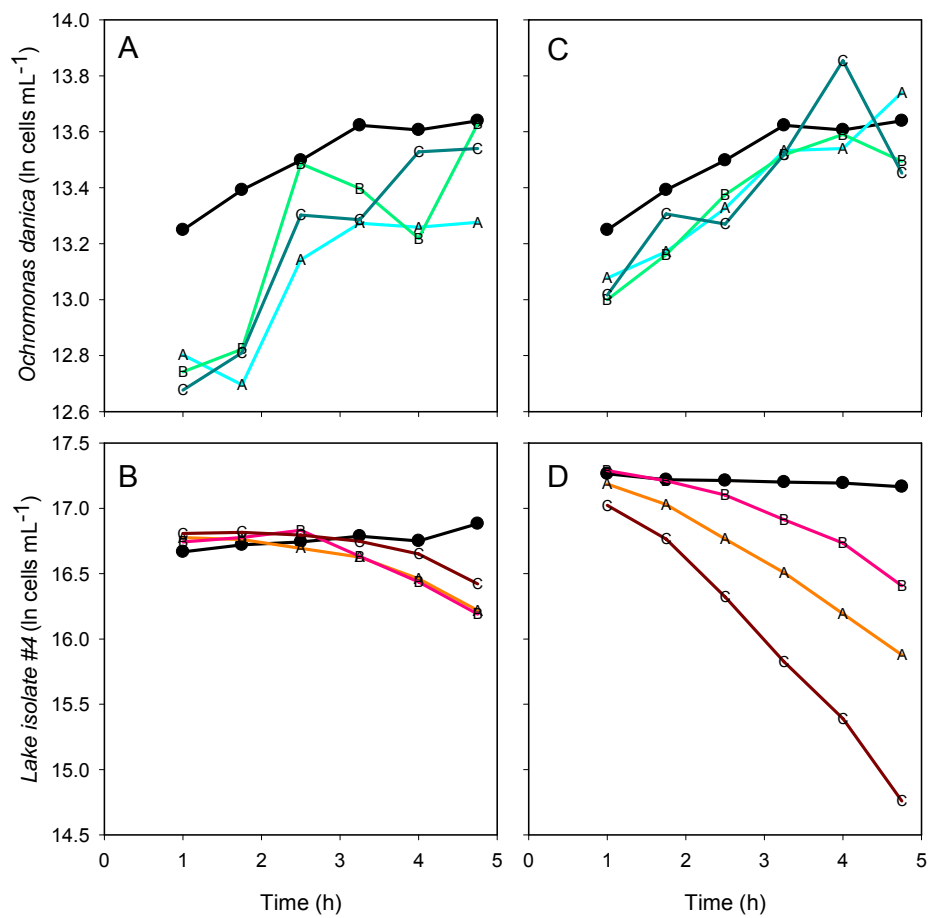 Ochromonas danica (ln cells mL-1)
14.0
13.8
13.6
13.4
13.2
13.0
12.8
12.6
A
A A A A A A
B B B B B B
C C C C C C
C
A A A A A A
B B B B B B
C C C C C C
Lake isolate #4 (ln cells mL-1)
17.5
17.0
16.5
16.0
15.5
15.0
14.5
B
A A A A A A
B B B B B B
C C C C C C
D
A A A A A A
B B B B B B
C C C C C C
0 1 2 3 4 5
0 1 2 3 4 5
Time (h)
Time (h)